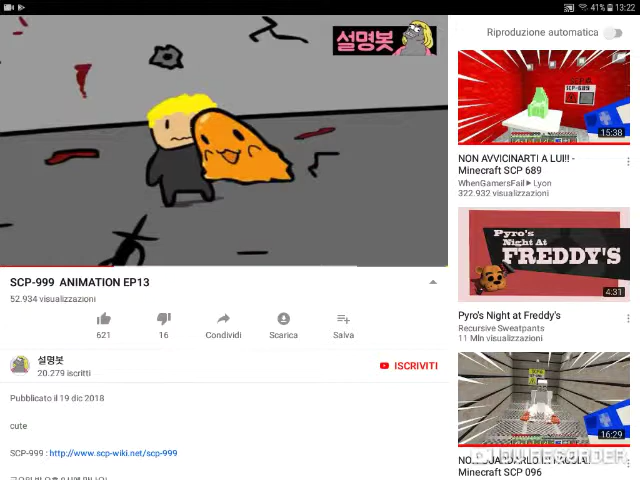 41% 13:22
설명봇
Riproduzione automatica
SCP-999 ANIMATION EP13
52.934 visualizzazioni
621
16
Condividi
Scarica
Salva
설명봇
20.279 iscritti
ISCRIVITI
Pubblicato il 19 dic 2018
cute
SCP-999 : http://www.scp-wiki.net/scp-999
SCP-689
15:38
NON AVVICINARTI A LUI!! -
Minecraft SCP 689
WhenGamersFail ▶ Lyon
322.932 visualizzazioni
Pyro's
Night At
FREDDY'S
4:31
Pyro's Night at Freddy's
Recursive Sweatpants
11 Mln visualizzazioni
16:29
Minecraft SCP 096